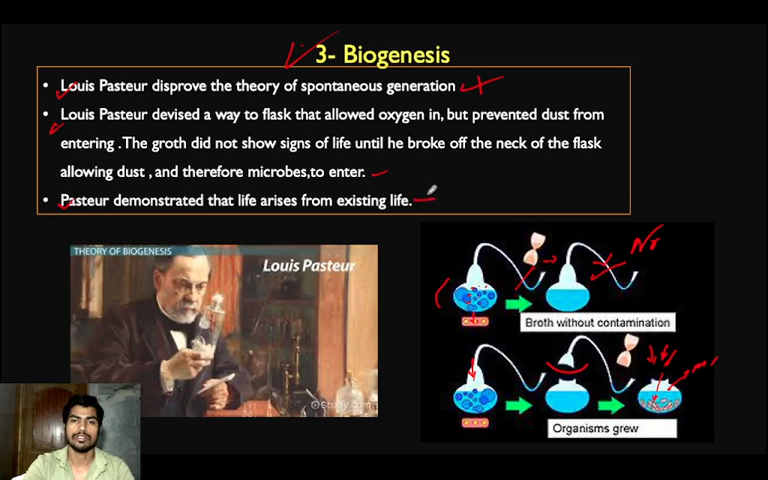 3- Biogenesis
• Louis Pasteur disprove the theory of spontaneous generation
• Louis Pasteur devised a way to flask that allowed oxygen in, but prevented dust from
entering .The groth did not show signs of life until he broke off the neck of the flask
allowing dust , and therefore microbes,to enter.
• Pasteur demonstrated that life arises from existing life.
THEORY OF BIOGENESIS
Louis Pasteur
Study.com
Broth without contamination
Organisms grew